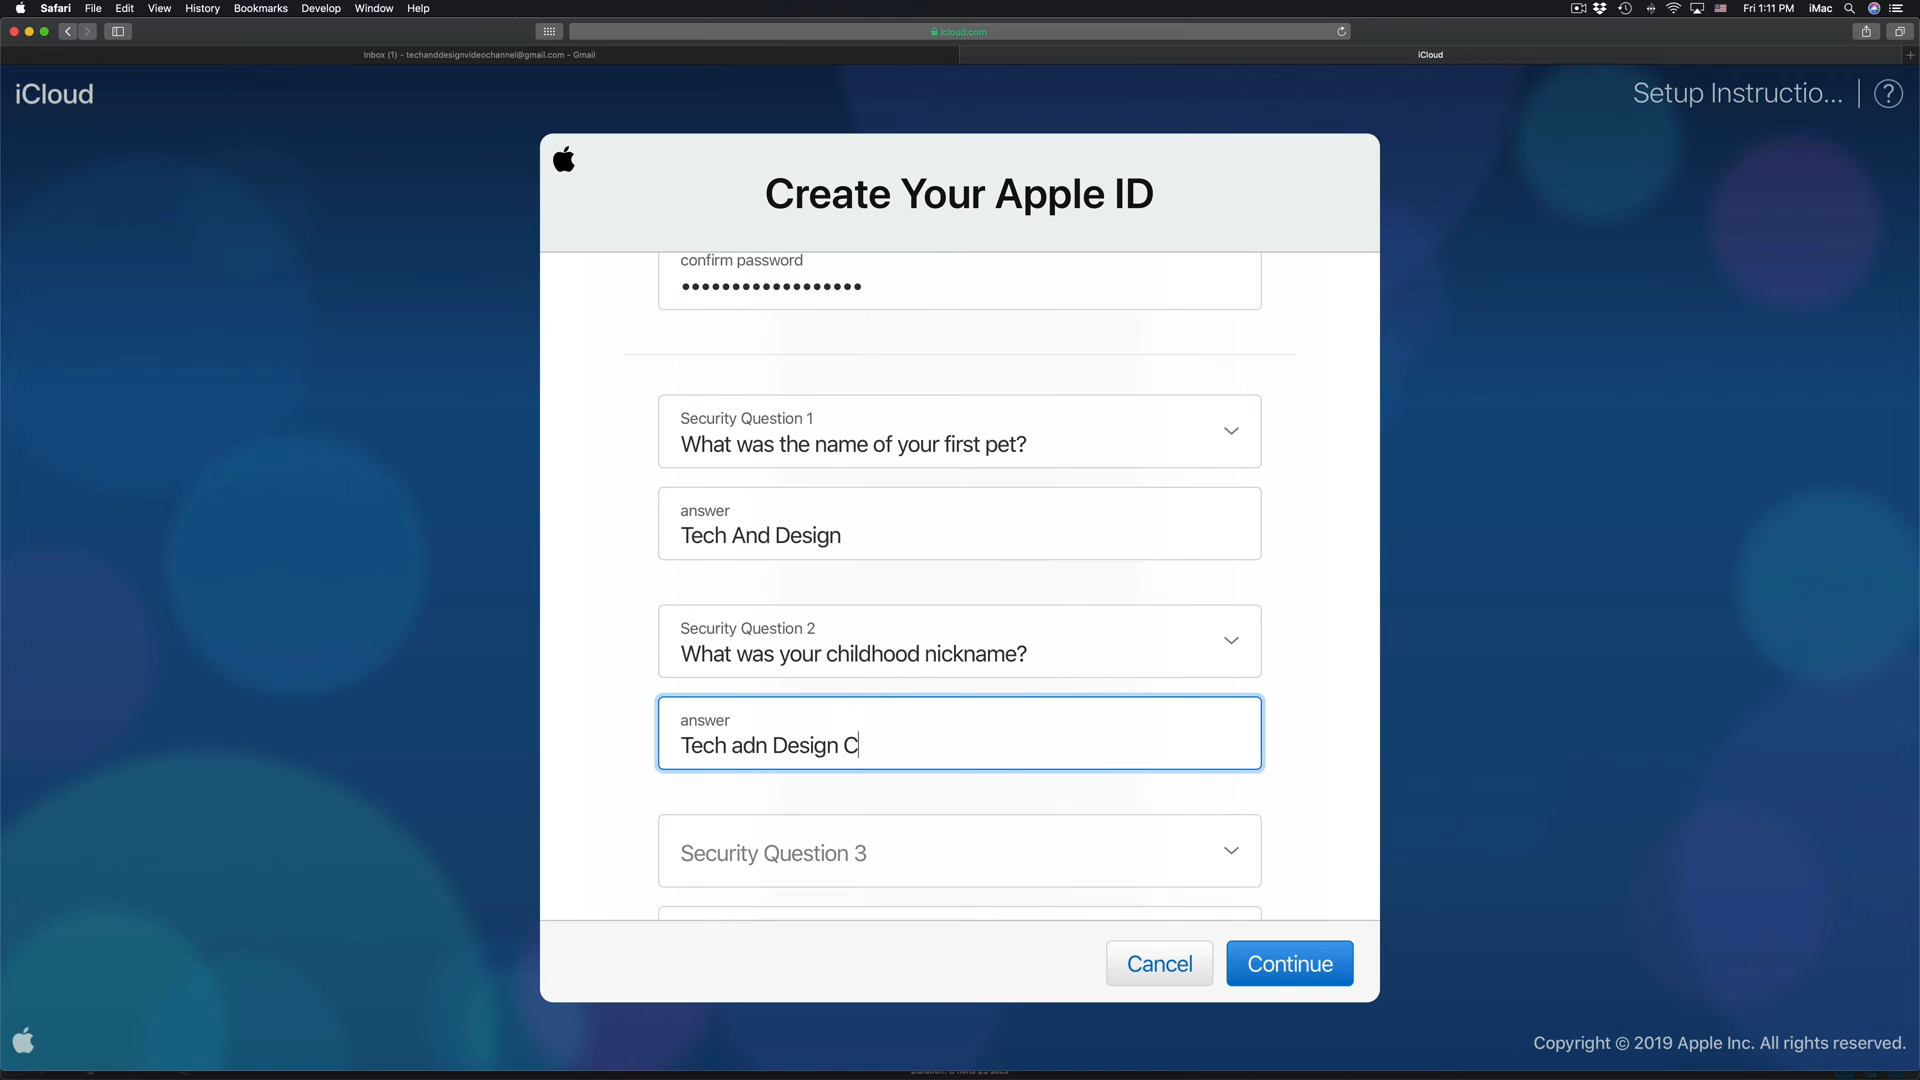 Safari File Edit View History Bookmarks Develop Window Help Fri 1:11 PM iMac
icloud.com
Inbox (1) - techanddesignvideochannel@gmail.com - Gmail iCloud
iCloud Setup Instructio... ?
Create Your Apple ID
confirm password
••••••••••••••••••
Security Question 1
What was the name of your first pet?
answer
Tech And Design
Security Question 2
What was your childhood nickname?
answer
Tech adn Design C
Security Question 3
Cancel Continue
Copyright © 2019 Apple Inc. All rights reserved.